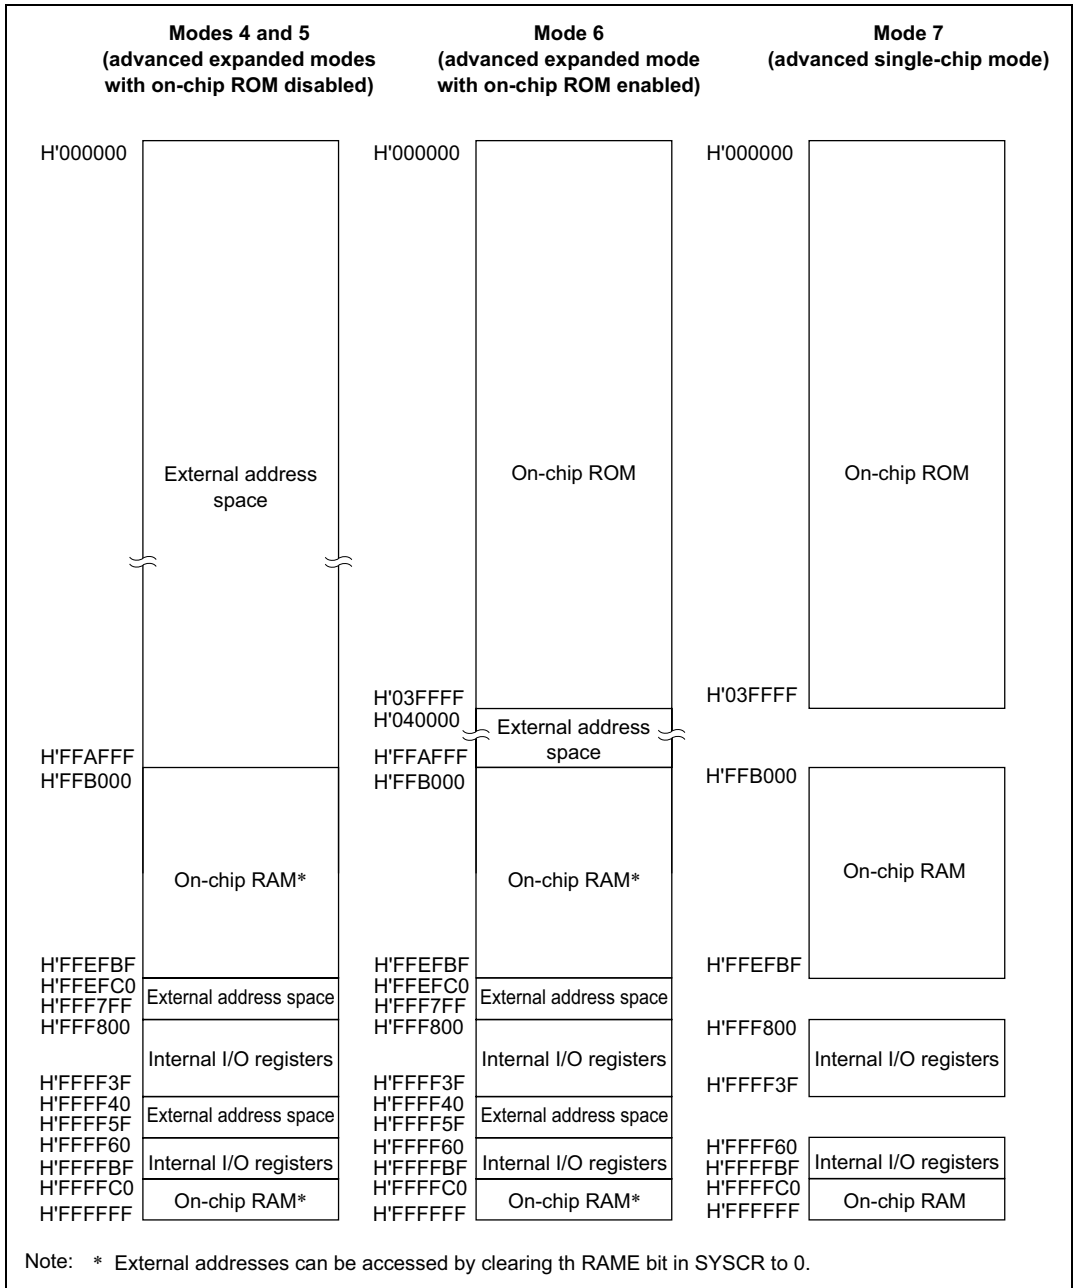 Modes 4 and 5
(advanced expanded modes
with on-chip ROM disabled)
H'000000
External address
space
H'FFAFFF
H'FFB000
On-chip RAM*
H'FFEFBF
H'FFEFC0
External address space
H'FFF7FF
H'FFF800
Internal I/O registers
H'FFFF3F
H'FFFF40
External address space
H'FFFF5F
H'FFFF60
Internal I/O registers
H'FFFFBF
H'FFFFC0
On-chip RAM*
H'FFFFFF
Mode 6
(advanced expanded mode
with on-chip ROM enabled)
H'000000
On-chip ROM
H'03FFFF
H'040000
External address
space
H'FFAFFF
H'FFB000
On-chip RAM*
H'FFEFBF
H'FFEFC0
External address space
H'FFF7FF
H'FFF800
Internal I/O registers
H'FFFF3F
H'FFFF40
External address space
H'FFFF5F
H'FFFF60
Internal I/O registers
H'FFFFBF
H'FFFFC0
On-chip RAM*
H'FFFFFF
Mode 7
(advanced single-chip mode)
H'000000
On-chip ROM
H'03FFFF
H'FFB000
On-chip RAM
H'FFEFBF
H'FFF800
Internal I/O registers
H'FFFF3F
H'FFFF60
Internal I/O registers
H'FFFFBF
H'FFFFC0
On-chip RAM
H'FFFFFF
Note: * External addresses can be accessed by clearing th RAME bit in SYSCR to 0.